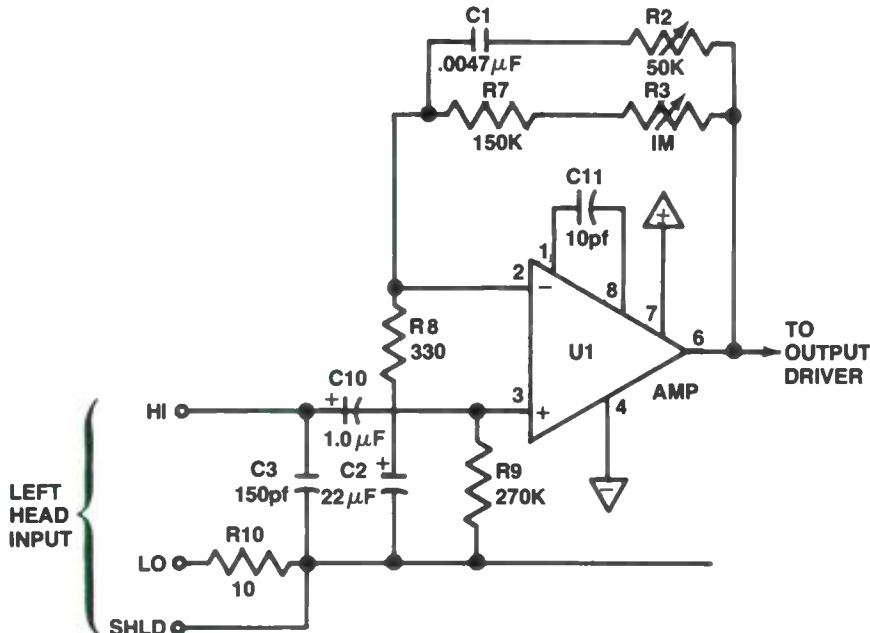 C1
R2
.0047μF
50K
R7
R3
150K
1M
C11
10pf
1
+
2
−
8
7
R8
330
U1
6
TO
OUTPUT
DRIVER
C10
+
HI
3
+
4
AMP
1.0μF
−
LEFT
HEAD
INPUT
C3
150pf
C2
+
22μF
R9
270K
R10
LO
10
SHLD